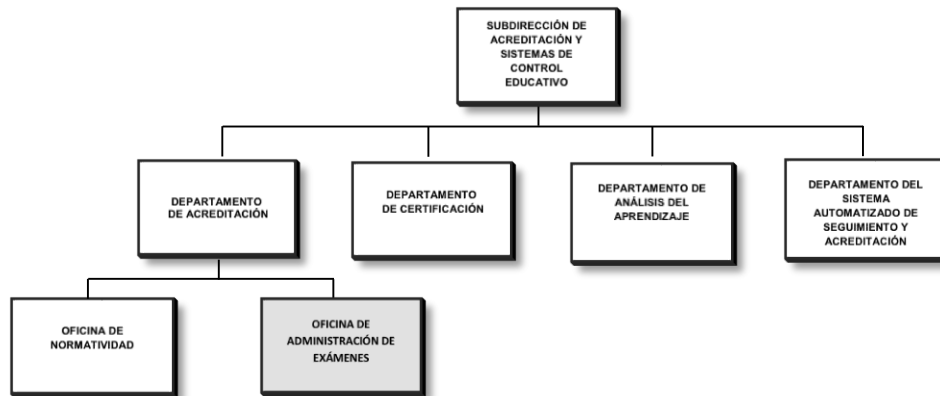 SUBDIRECCIÓN DE
ACREDITACIÓN Y
SISTEMAS DE
CONTROL
EDUCATIVO
DEPARTAMENTO
DE ACREDITACIÓN
DEPARTAMENTO
DE CERTIFICACIÓN
DEPARTAMENTO DE
ANÁLISIS DEL
APRENDIZAJE
DEPARTAMENTO DEL
SISTEMA
AUTOMATIZADO DE
SEGUIMIENTO Y
ACREDITACIÓN
OFICINA DE
NORMATIVIDAD
OFICINA DE
ADMINISTRACIÓN DE
EXÁMENES